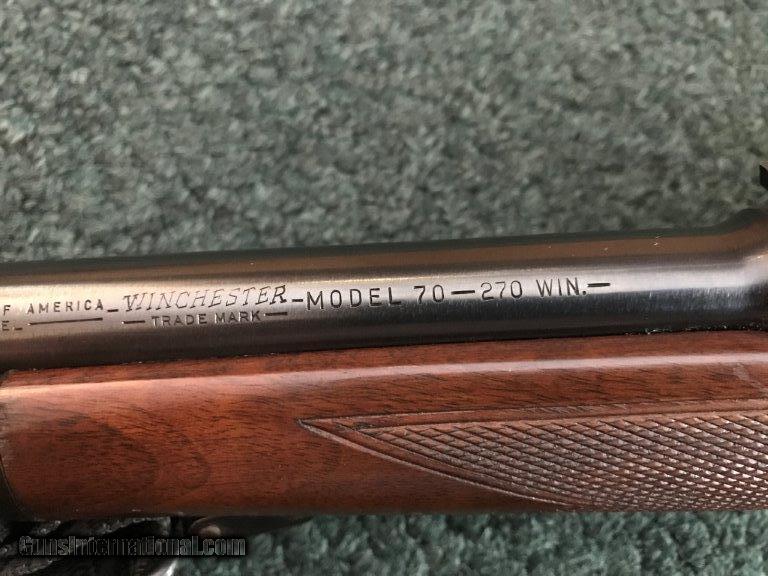 F AMERICA WINCHESTER-MODEL 70-270 WIN.-
E. -TRADE MARK-
GunsInternational.com